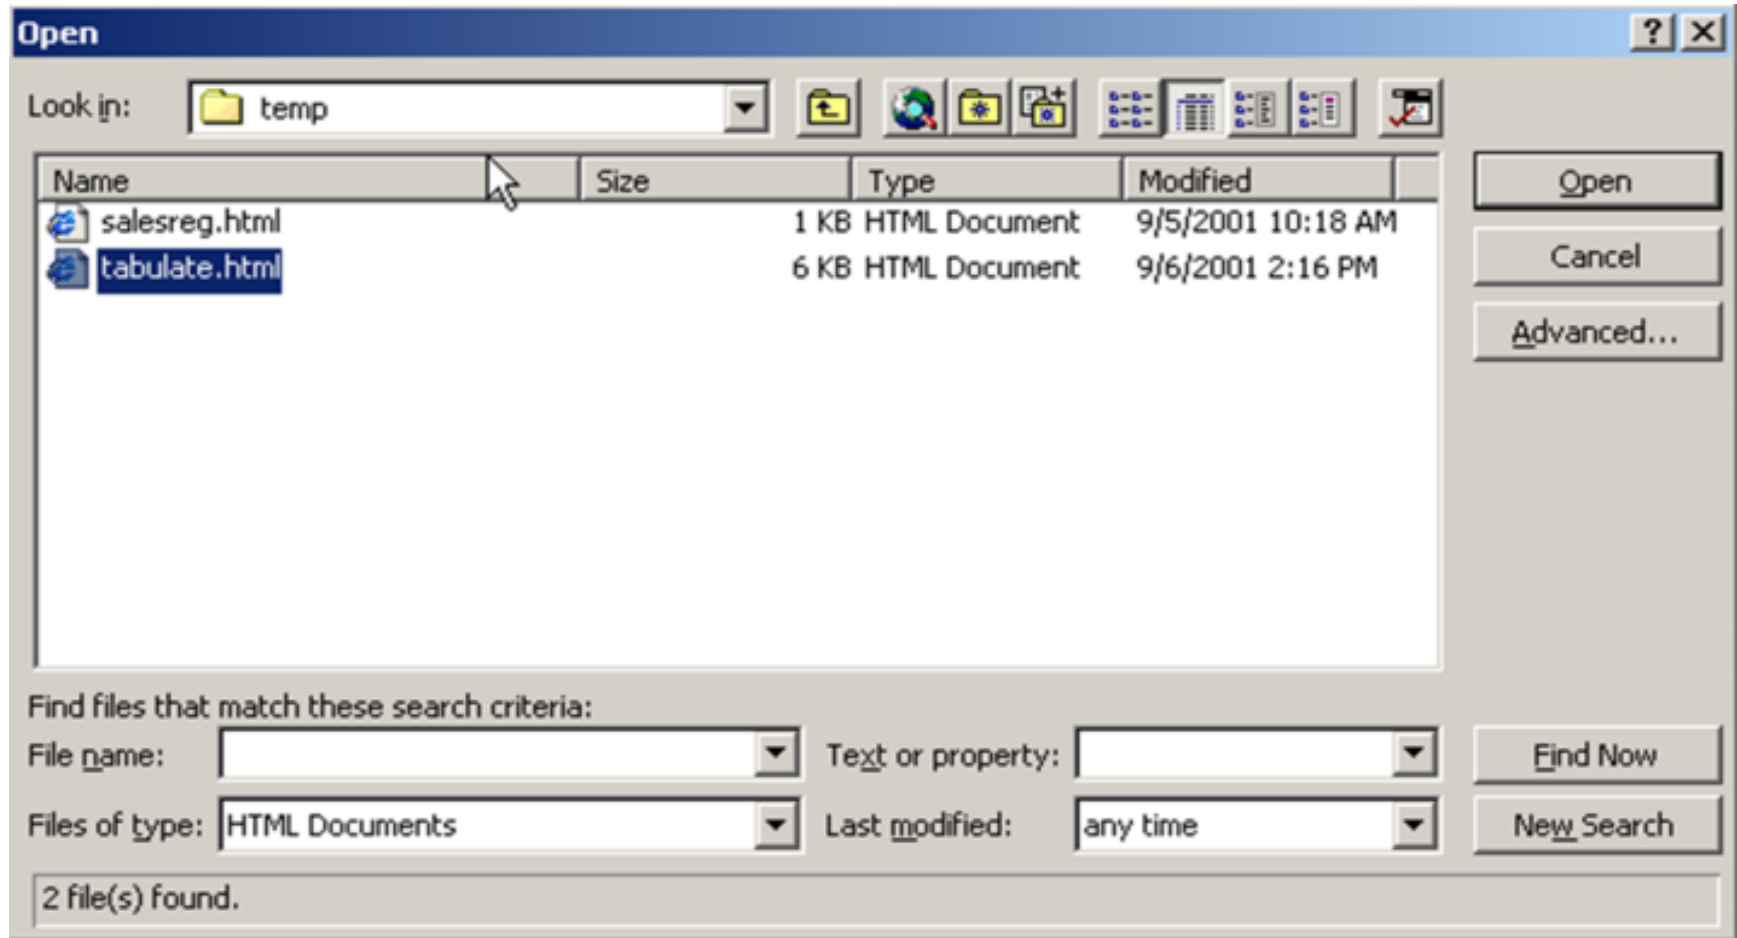 Open
Look in: temp
Name Size Type Modified
salesreg.html 1 KB HTML Document 9/5/2001 10:18 AM
tabulate.html 6 KB HTML Document 9/6/2001 2:16 PM
Open
Cancel
Advanced...
Find files that match these search criteria:
File name: Text or property: Find Now
Files of type: HTML Documents Last modified: any time New Search
2 file(s) found.